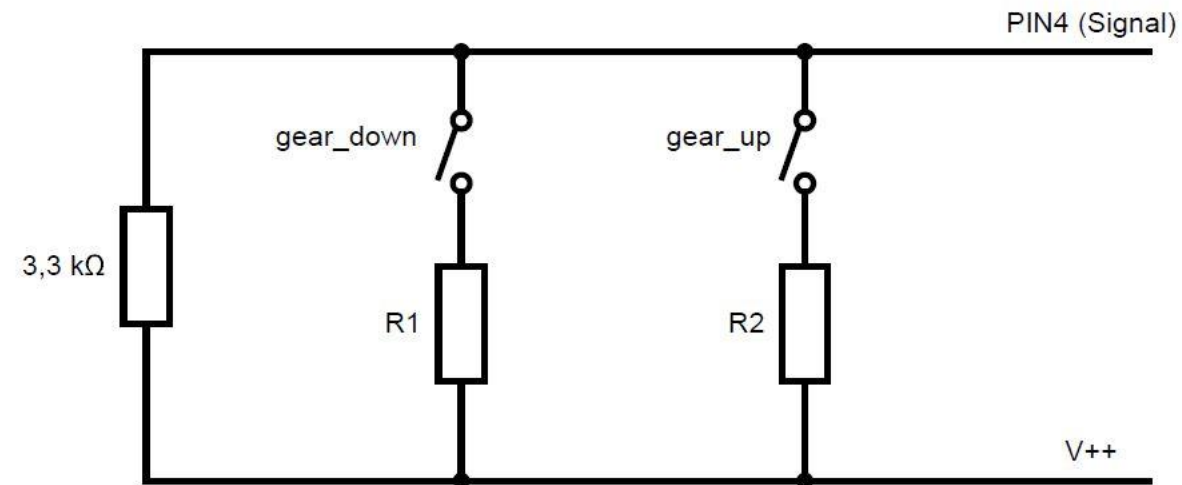 PIN4 (Signal)
gear_down
gear_up
3,3 kΩ
R1
R2
V++